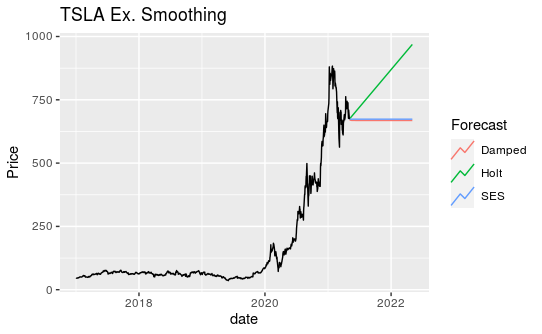 TSLA Ex. Smoothing
1000
750
500
250
0
Price
2018
2020
2022
date
Forecast
Damped
Holt
SES